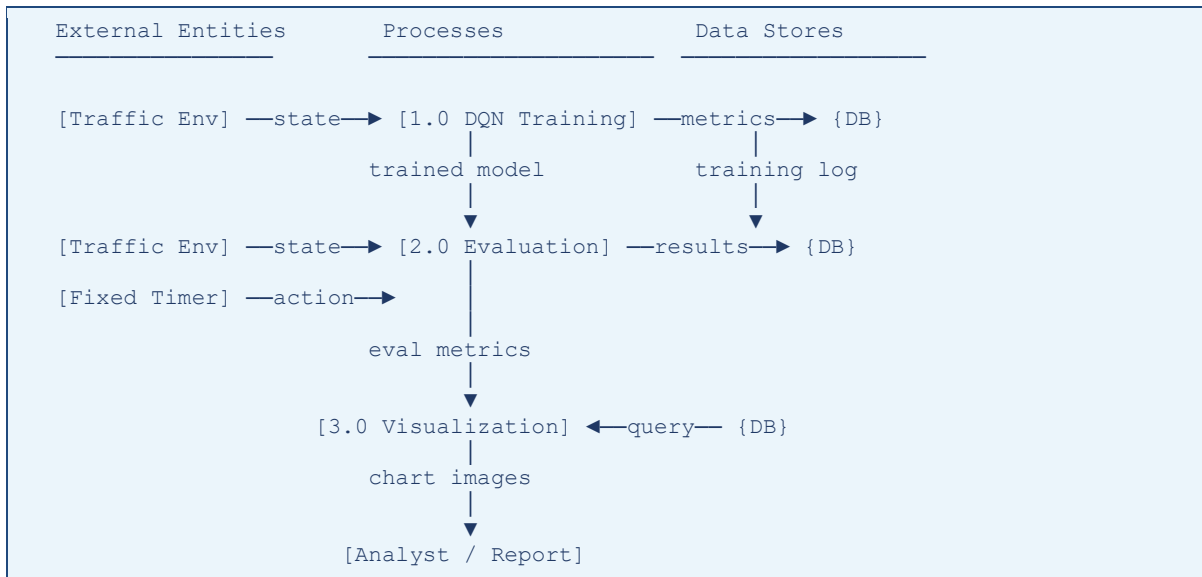 External Entities Processes Data Stores
[Traffic Env] ──state──► [1.0 DQN Training] ──metrics──► {DB}
trained model training log
[Traffic Env] ──state──► [2.0 Evaluation] ──results──► {DB}
[Fixed Timer] ──action──►
eval metrics
[3.0 Visualization] ◄──query── {DB}
chart images
[Analyst / Report]